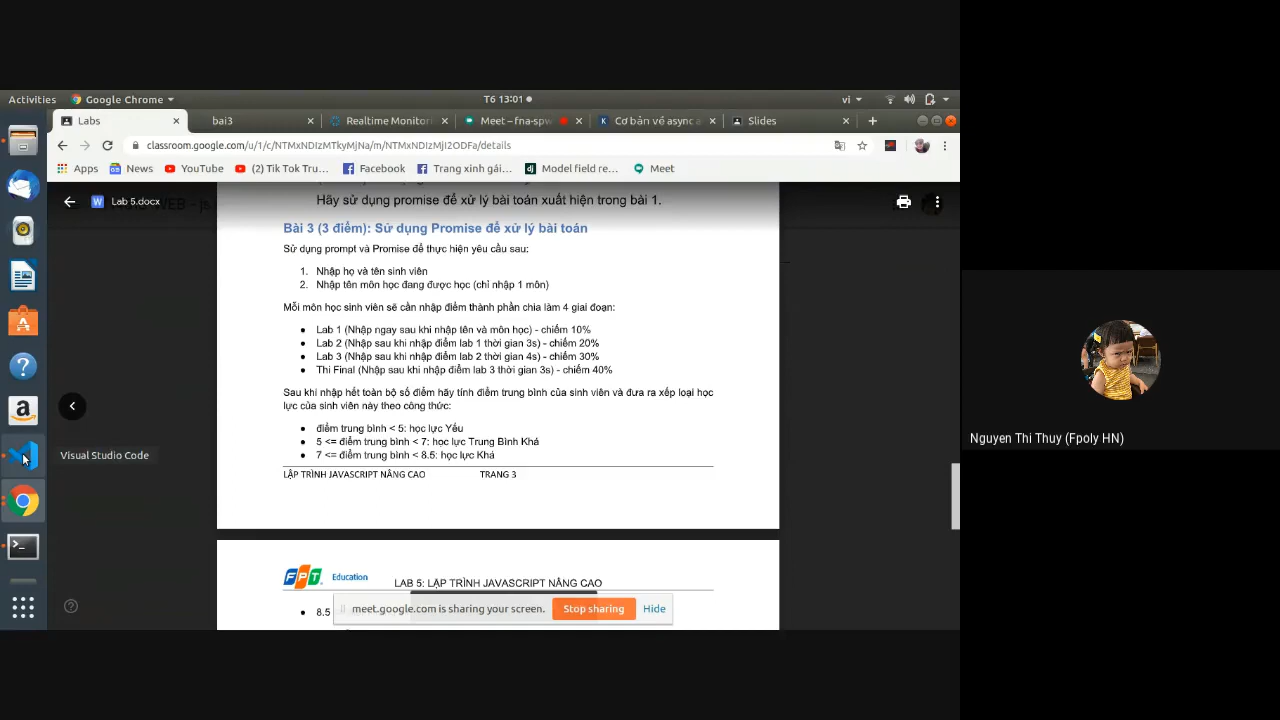 Activities
Google Chrome
T6 13:01
vi
Labs
bai3
Realtime Monitor
Meet – fna-spw
Cơ bản về async a
Slides
classroom.google.com/u/1/c/NTMxNDIzMTkyMjNa/m/NTMxNDIzMjI2ODFa/details
Apps
News
YouTube
(2) Tik Tok Tru…
Facebook
Trang xinh gái…
Model field re…
Meet
Lab 5.docx
Hãy sử dụng promise để xử lý bài toán xuất hiện trong bài 1.
Bài 3 (3 điểm): Sử dụng Promise để xử lý bài toán
Sử dụng prompt và Promise để thực hiện yêu cầu sau:
1. Nhập họ và tên sinh viên
2. Nhập tên môn học đang được học (chỉ nhập 1 môn)
Mỗi môn học sinh viên sẽ cần nhập điểm thành phần chia làm 4 giai đoạn:
● Lab 1 (Nhập ngay sau khi nhập tên và môn học) - chiếm 10%
● Lab 2 (Nhập sau khi nhập điểm lab 1 thời gian 3s) - chiếm 20%
● Lab 3 (Nhập sau khi nhập điểm lab 2 thời gian 4s) - chiếm 30%
● Thi Final (Nhập sau khi nhập điểm lab 3 thời gian 3s) - chiếm 40%
Sau khi nhập hết toàn bộ số điểm hãy tính điểm trung bình của sinh viên và đưa ra xếp loại học
lực của sinh viên này theo công thức:
● điểm trung bình < 5: học lực Yếu
● 5 <= điểm trung bình < 7: học lực Trung Bình Khá
● 7 <= điểm trung bình < 8.5: học lực Khá
LẬP TRÌNH JAVASCRIPT NÂNG CAO
TRANG 3
Visual Studio Code
FPT Education
LAB 5: LẬP TRÌNH JAVASCRIPT NÂNG CAO
● 8.5
meet.google.com is sharing your screen.
Stop sharing
Hide
Nguyen Thi Thuy (Fpoly HN)